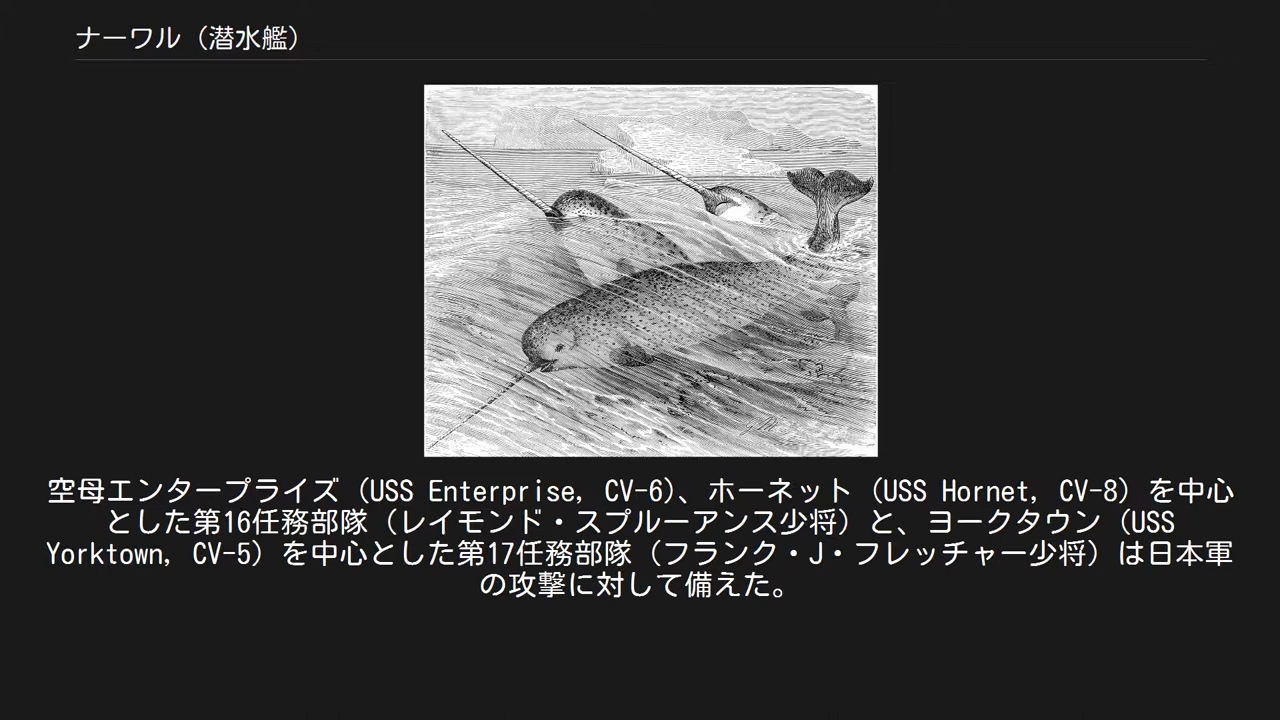 ナーワル（潜水艦）
空母エンタープライズ（USS Enterprise, CV-6）、ホーネット（USS Hornet, CV-8）を中心
とした第16任務部隊（レイモンド・スプルーアンス少将）と、ヨークタウン（USS
Yorktown, CV-5）を中心とした第17任務部隊（フランク・J・フレッチャー少将）は日本軍
の攻撃に対して備えた。